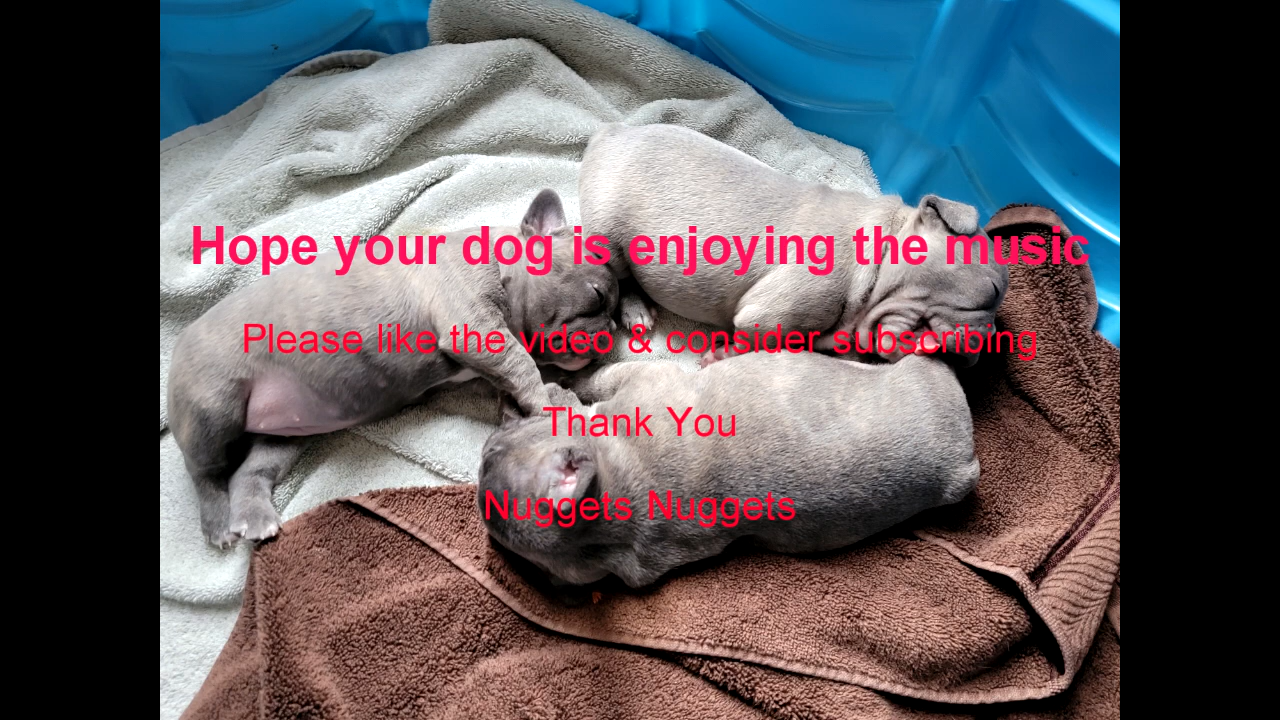 Hope your dog is enjoying the music
Please like the video & consider subscribing
Thank You
Nuggets Nuggets